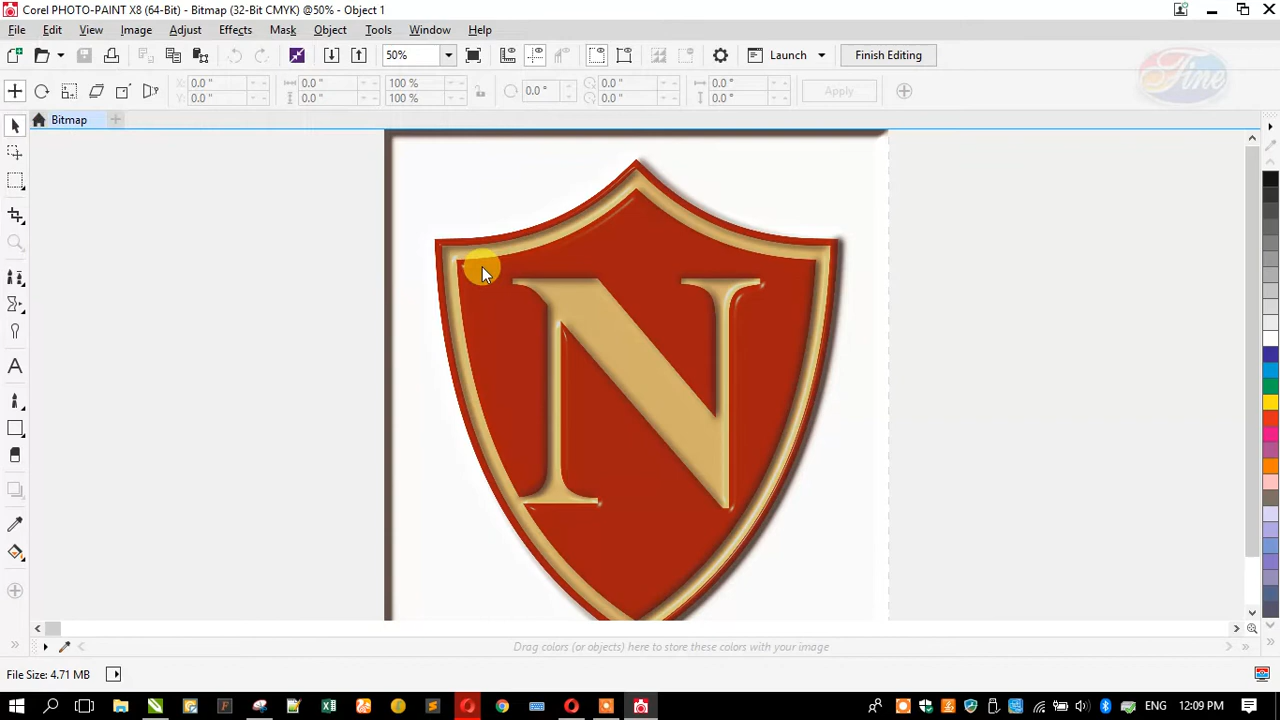 Corel PHOTO-PAINT X8 (64-Bit) - Bitmap (32-Bit CMYK) @50% - Object 1
File Edit View Image Adjust Effects Mask Object Tools Window Help
50% Launch Finish Editing
Fine
X: 0.0 " 0.0 " 100 % 0.0 ° 0.0 " 0.0 " Apply
Y: 0.0 " 0.0 " 100 % 0.0 " 0.0 "
Bitmap
N
Drag colors (or objects) here to store these colors with your image
File Size: 4.71 MB
ENG 12:09 PM